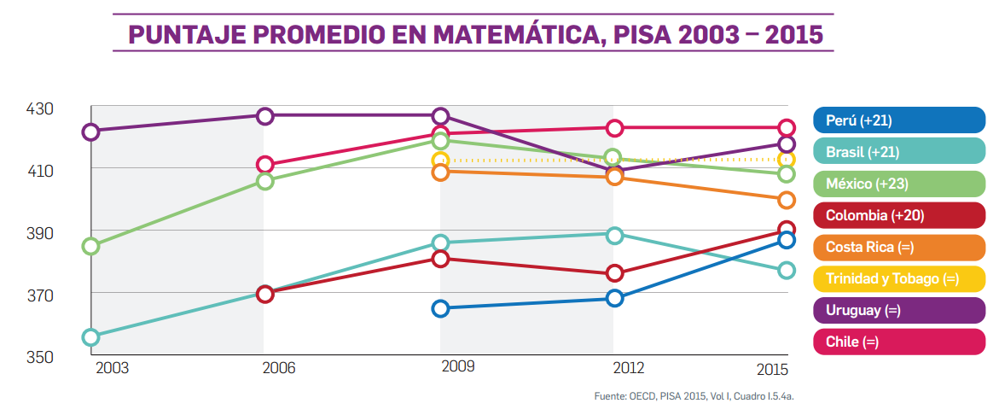 PUNTAJE PROMEDIO EN MATEMÁTICA, PISA 2003 – 2015
430
410
390
370
350
2003
2006
2009
2012
2015
Perú (+21)
Brasil (+21)
México (+23)
Colombia (+20)
Costa Rica (=)
Trinidad y Tobago (=)
Uruguay (=)
Chile (=)
Fuente: OECD, PISA 2015, Vol I, Cuadro I.5.4a.